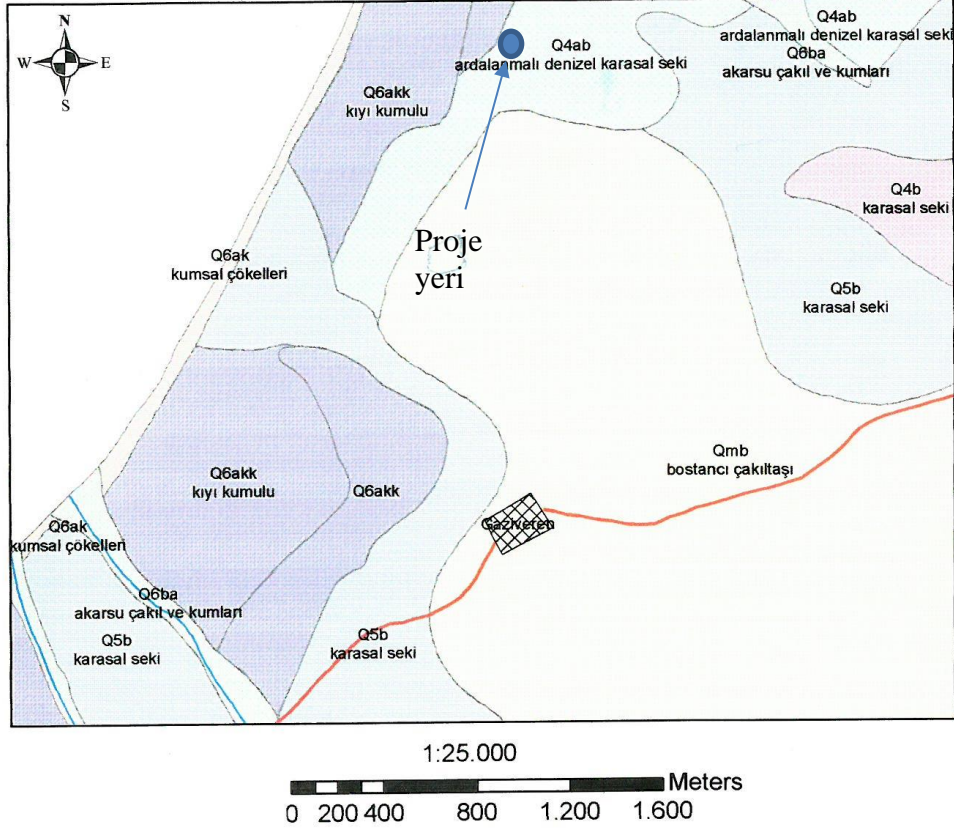 N
W
E
S
Q4ab
ardalanmalı denizel karasal seki
Q4ab
ardalanmalı denizel karasal seki
Q6ba
akarsu çakıl ve kumları
Q6akk
kıyı kumulu
Q4b
karasal seki
Proje
yeri
Q6ak
kumsal çökelleri
Q5b
karasal seki
Qmb
bostancı çakıltaşı
Q6akk
kıyı kumulu
Q6akk
Gaziveren
Q6ak
kumsal çökelleri
Q6ba
akarsu çakıl ve kumları
Q5b
karasal seki
Q5b
karasal seki
1:25.000
Meters
0 200 400 800 1.200 1.600